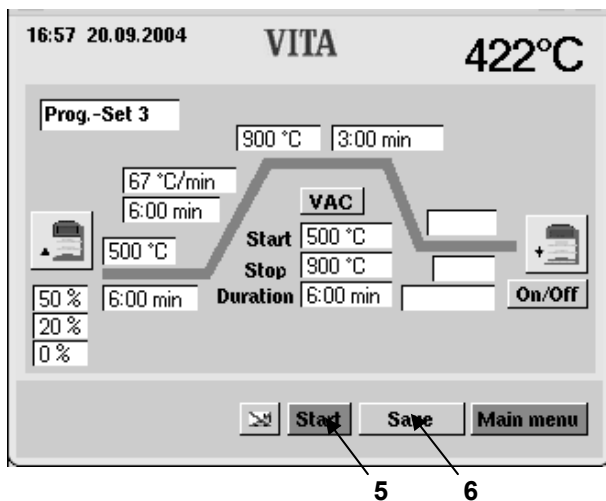 16:57 20.09.2004 VITA 422°C
Prog.-Set 3
900 °C 3:00 min
67 °C/min
6:00 min
VAC
500 °C
Start 500 °C
Stop 900 °C
50 % 6:00 min Duration 6:00 min On/Off
20 %
0 %
Start Save Main menu
5 6